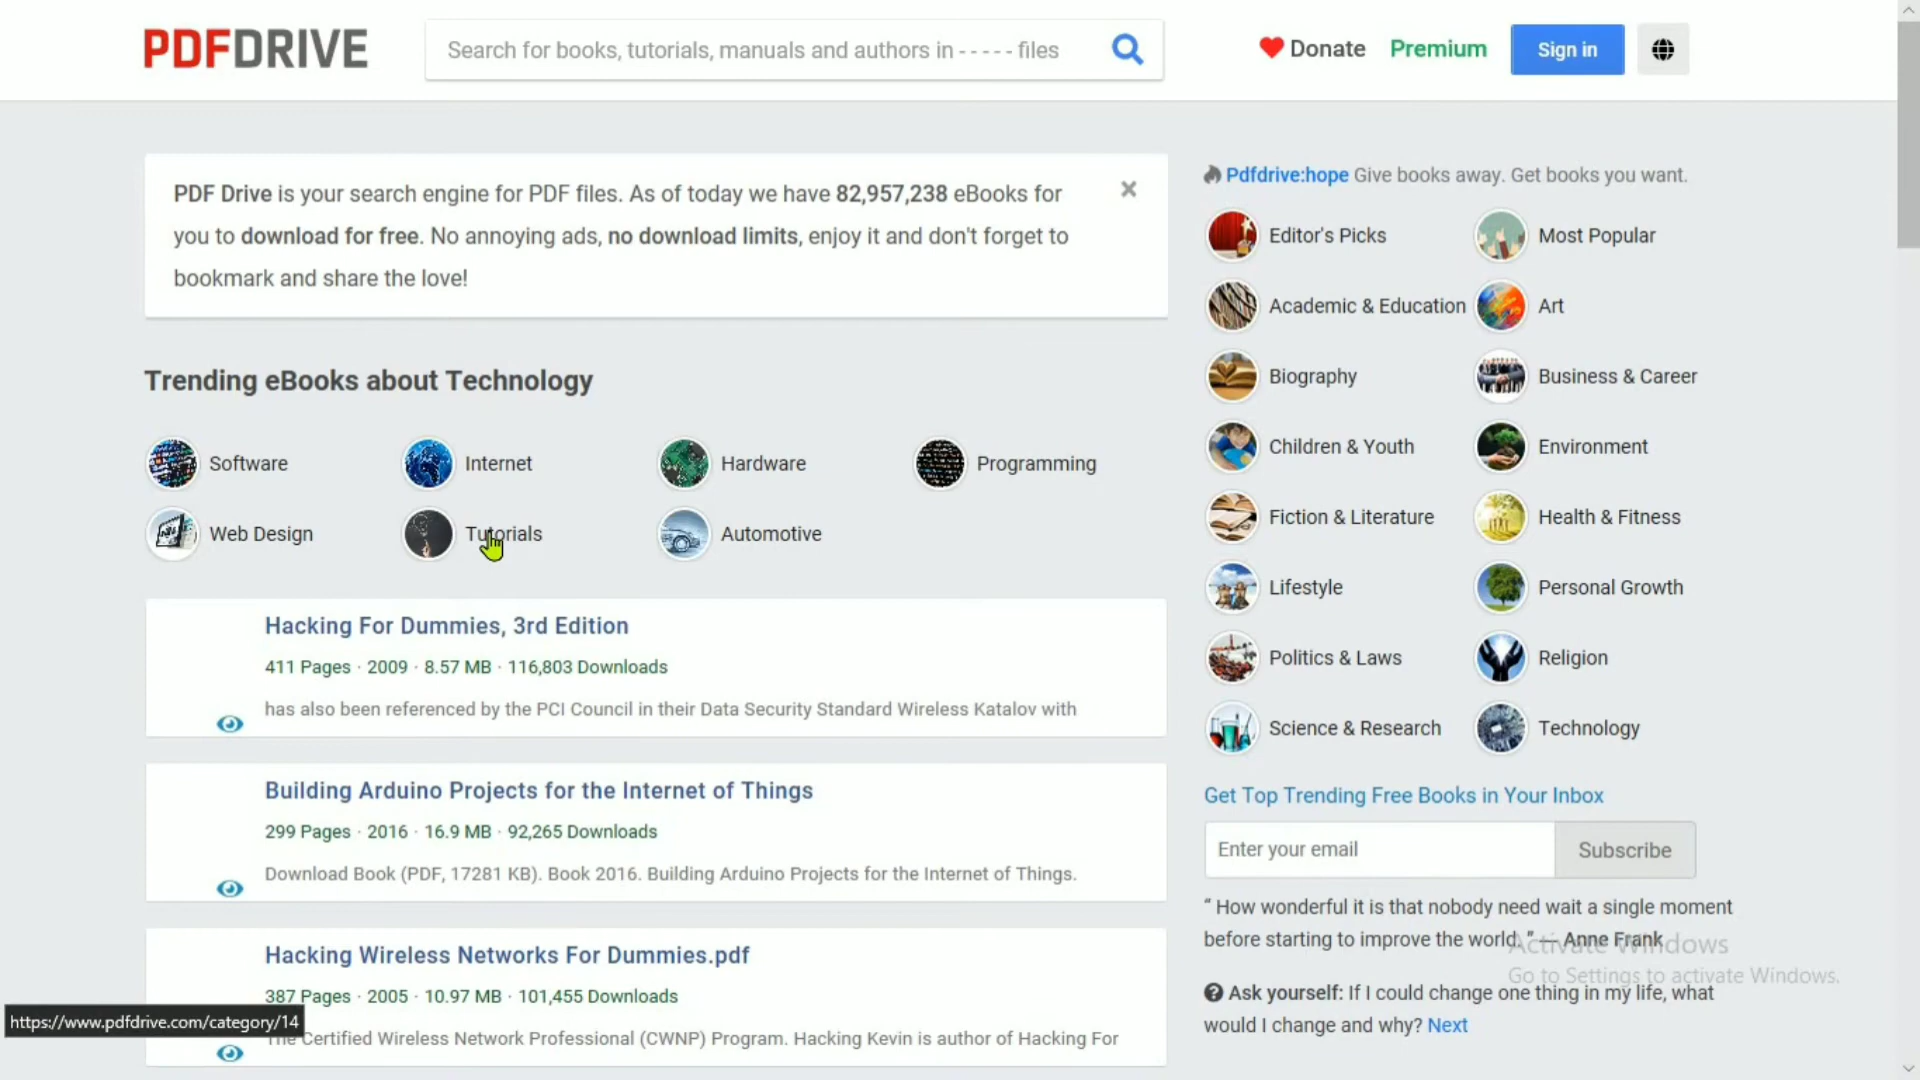 PDFDRIVE
Search for books, tutorials, manuals and authors in - - - - - files
Donate
Premium
Sign in
PDF Drive is your search engine for PDF files. As of today we have 82,957,238 eBooks for
you to download for free. No annoying ads, no download limits, enjoy it and don't forget to
bookmark and share the love!
Trending eBooks about Technology
Software
Internet
Hardware
Programming
Web Design
Tutorials
Automotive
Hacking For Dummies, 3rd Edition
411 Pages · 2009 · 8.57 MB · 116,803 Downloads
has also been referenced by the PCI Council in their Data Security Standard Wireless Katalov with
Building Arduino Projects for the Internet of Things
299 Pages · 2016 · 16.9 MB · 92,265 Downloads
Download Book (PDF, 17281 KB). Book 2016. Building Arduino Projects for the Internet of Things.
Hacking Wireless Networks For Dummies.pdf
387 Pages · 2005 · 10.97 MB · 101,455 Downloads
The Certified Wireless Network Professional (CWNP) Program. Hacking Kevin is author of Hacking For
https://www.pdfdrive.com/category/14
Pdfdrive:hope Give books away. Get books you want.
Editor's Picks
Most Popular
Academic & Education
Art
Biography
Business & Career
Children & Youth
Environment
Fiction & Literature
Health & Fitness
Lifestyle
Personal Growth
Politics & Laws
Religion
Science & Research
Technology
Get Top Trending Free Books in Your Inbox
Enter your email
Subscribe
“ How wonderful it is that nobody need wait a single moment
before starting to improve the world. ” — Anne Frank
Activate Windows
Go to Settings to activate Windows.
Ask yourself: If I could change one thing in my life, what
would I change and why? Next